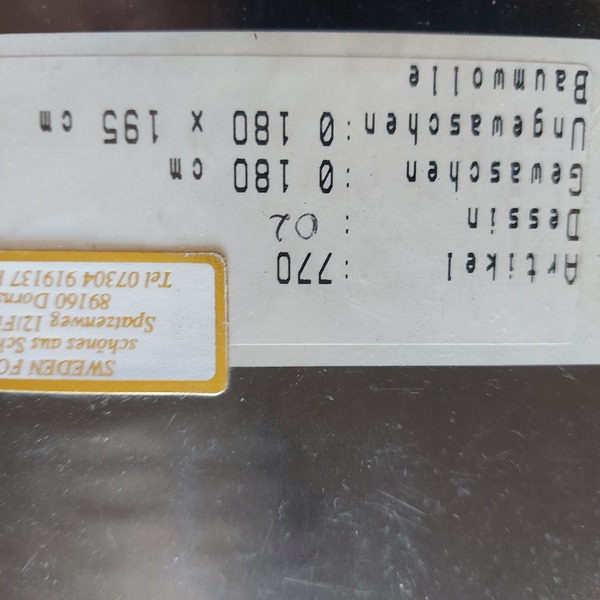 Artikel : 770
Dessin : 02
Gewaschen : 0 180 cm
Ungewaschen : 0 180 x 195 cm
Baumwolle
SWEDEN
schönes aus
Spatzenweg 12/
89160
Tel 07304 919137